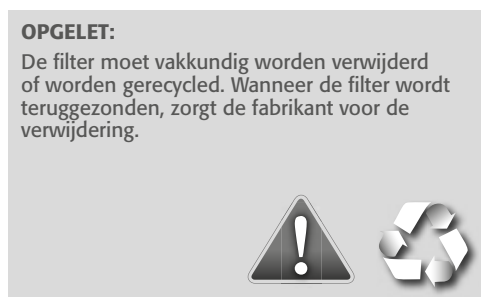 OPGELET:
De filter moet vakkundig worden verwijderd
of worden gerecycled. Wanneer de filter wordt
teruggezonden, zorgt de fabrikant voor de
verwijdering.